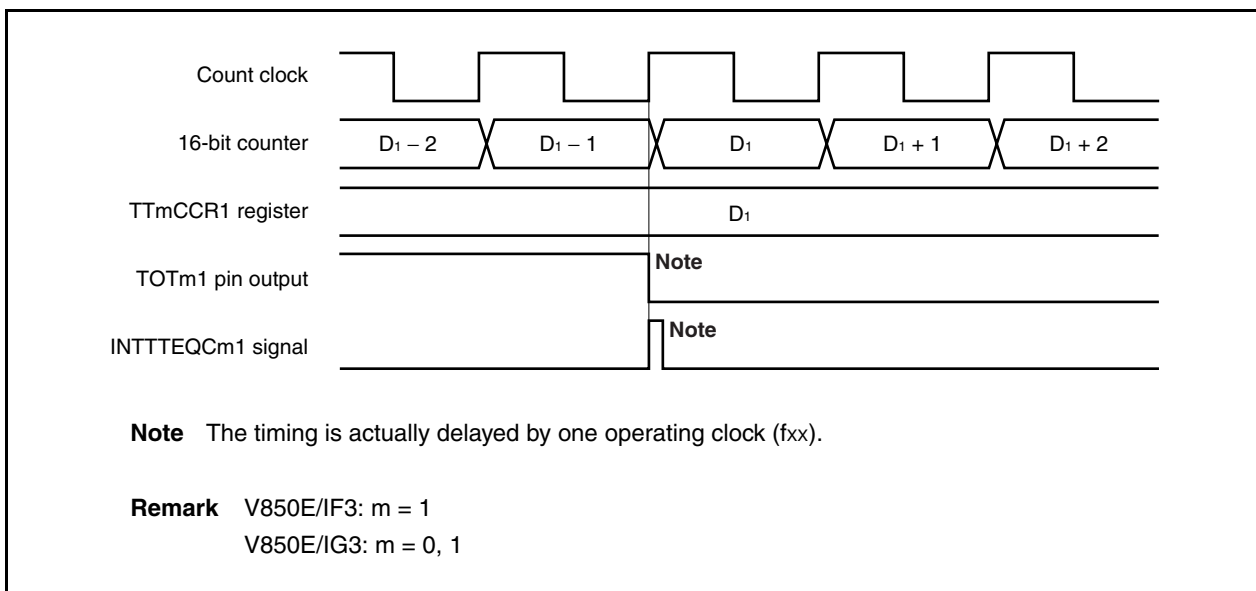 Count clock
16-bit counter D₁ − 2 D₁ − 1 D₁ D₁ + 1 D₁ + 2
TTmCCR1 register D₁
TOTm1 pin output Note
INTTTEQCm1 signal Note
Note The timing is actually delayed by one operating clock (fxx).
Remark V850E/IF3: m = 1
V850E/IG3: m = 0, 1